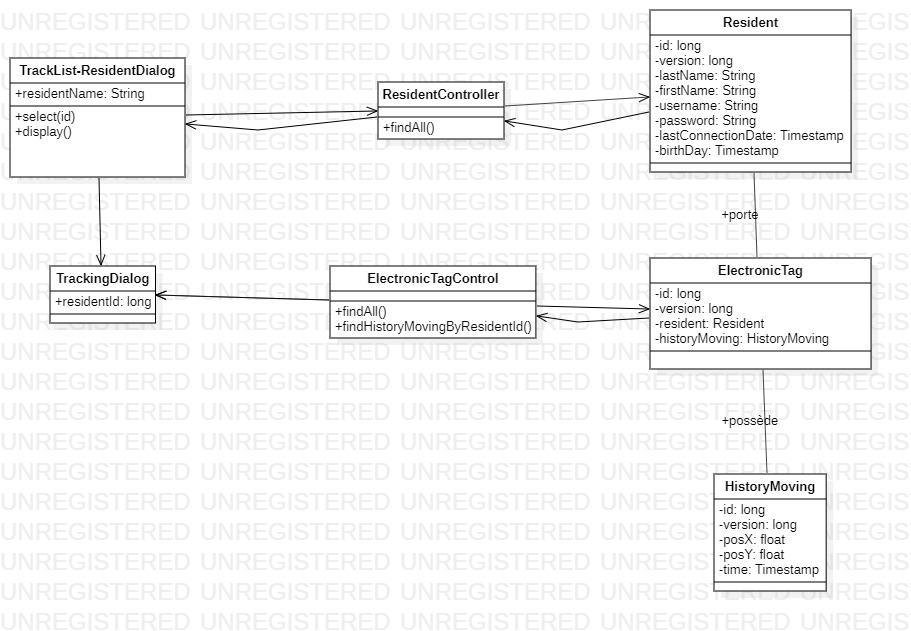 TrackList-ResidentDialog
+residentName: String
+select(id)
+display()
ResidentController
+findAll()
Resident
-id: long
-version: long
-lastName: String
-firstName: String
-username: String
-password: String
-lastConnectionDate: Timestamp
-birthDay: Timestamp
+porte
TrackingDialog
+residentId: long
ElectronicTagControl
+findAll()
+findHistoryMovingByResidentId()
ElectronicTag
-id: long
-version: long
-resident: Resident
-historyMoving: HistoryMoving
+possède
HistoryMoving
-id: long
-version: long
-posX: float
-posY: float
-time: Timestamp
UNREGISTERED UNREGISTERED UNREGISTERED UNREGISTERED UNREGIS